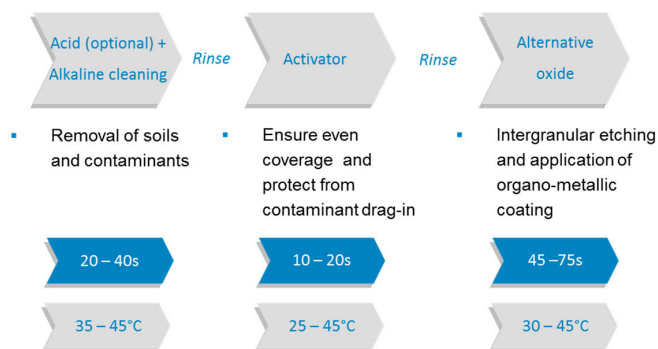 Acid (optional) +
Alkaline cleaning
Rinse
Activator
Rinse
Alternative
oxide
▪ Removal of soils
and contaminants
▪ Ensure even
coverage and
protect from
contaminant drag-in
▪ Intergranular etching
and application of
organo-metallic
coating
20 – 40s
10 – 20s
45 –75s
35 – 45°C
25 – 45°C
30 – 45°C